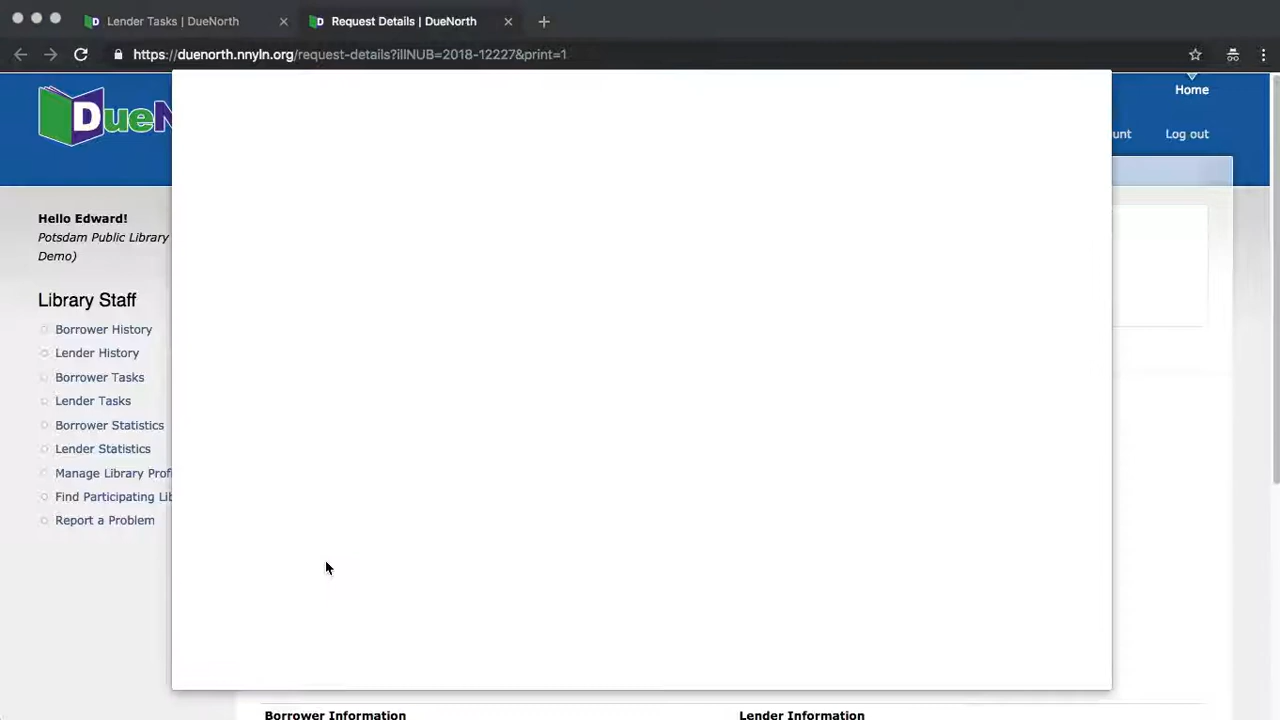 Lender Tasks | DueNorth
Request Details | DueNorth
https://duenorth.nnyln.org/request-details?illNUB=2018-12227&print=1
DueN
Home
unt
Log out
Hello Edward!
Potsdam Public Library
Demo)
Library Staff
Borrower History
Lender History
Borrower Tasks
Lender Tasks
Borrower Statistics
Lender Statistics
Manage Library Profi
Find Participating Lib
Report a Problem
Borrower Information
Lender Information